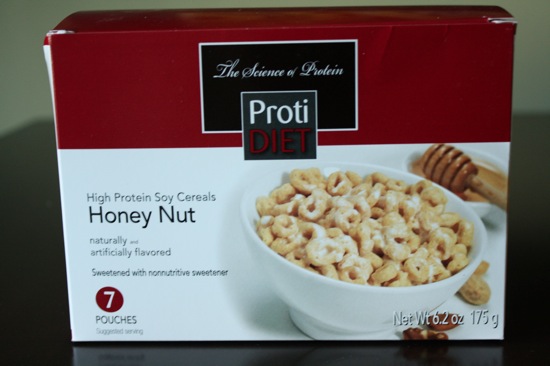 The Science of Protein
Proti
DIET
High Protein Soy Cereals
Honey Nut
naturally and
artificially flavored
Sweetened with nonnutritive sweetener
7
POUCHES
Suggested serving
Net Wt 6.2 oz 175 g